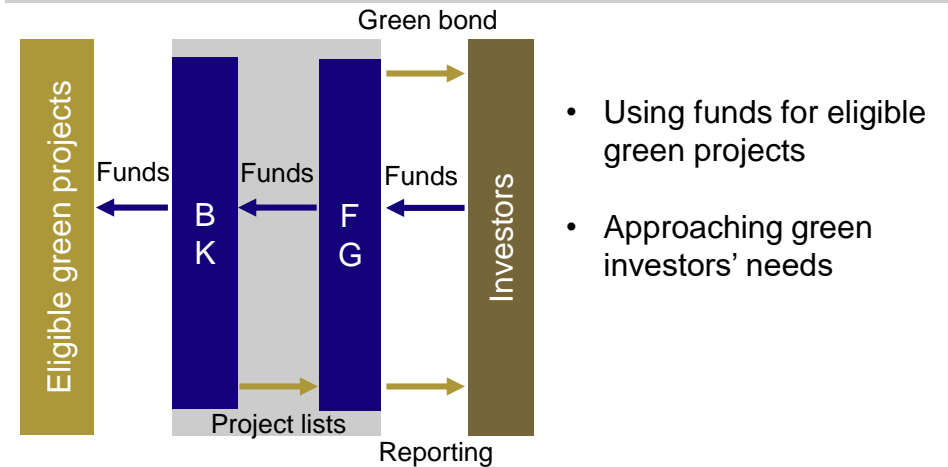 Green bond
Eligible green projects
Funds
B
K
Funds
F
G
Funds
Investors
Project lists
Reporting
• Using funds for eligible
green projects
• Approaching green
investors’ needs